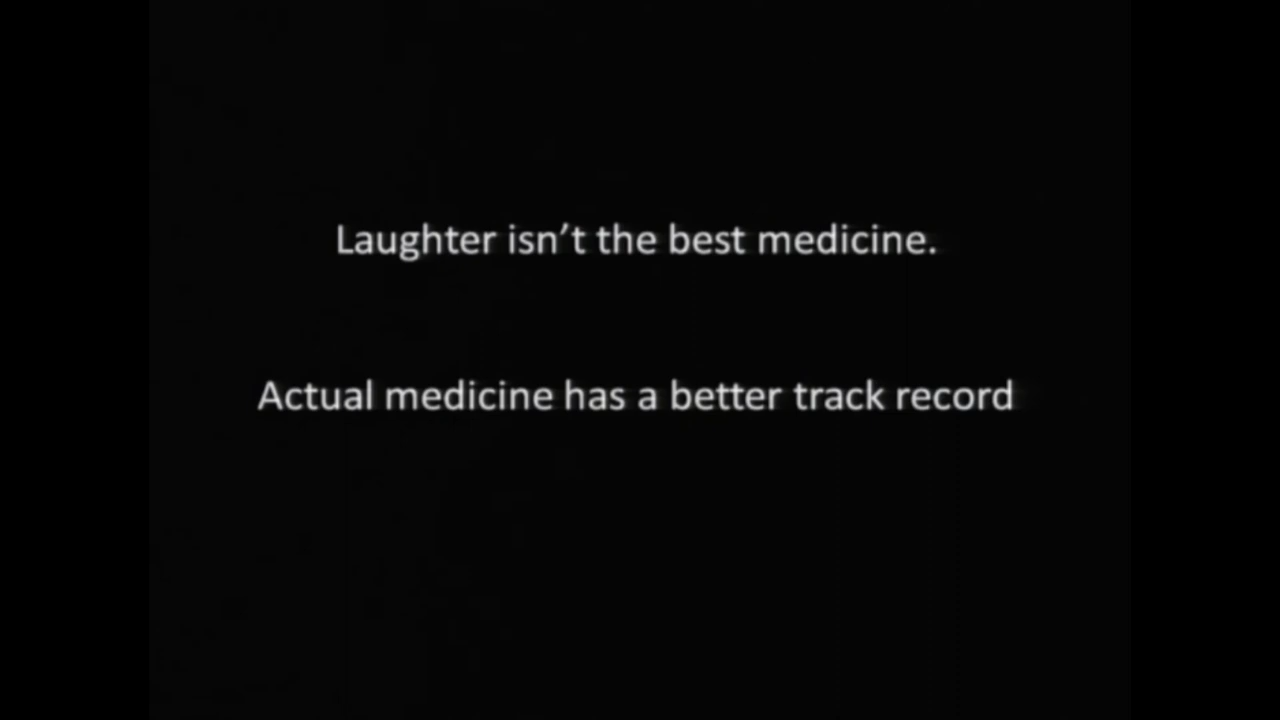 Laughter isn’t the best medicine.
Actual medicine has a better track record